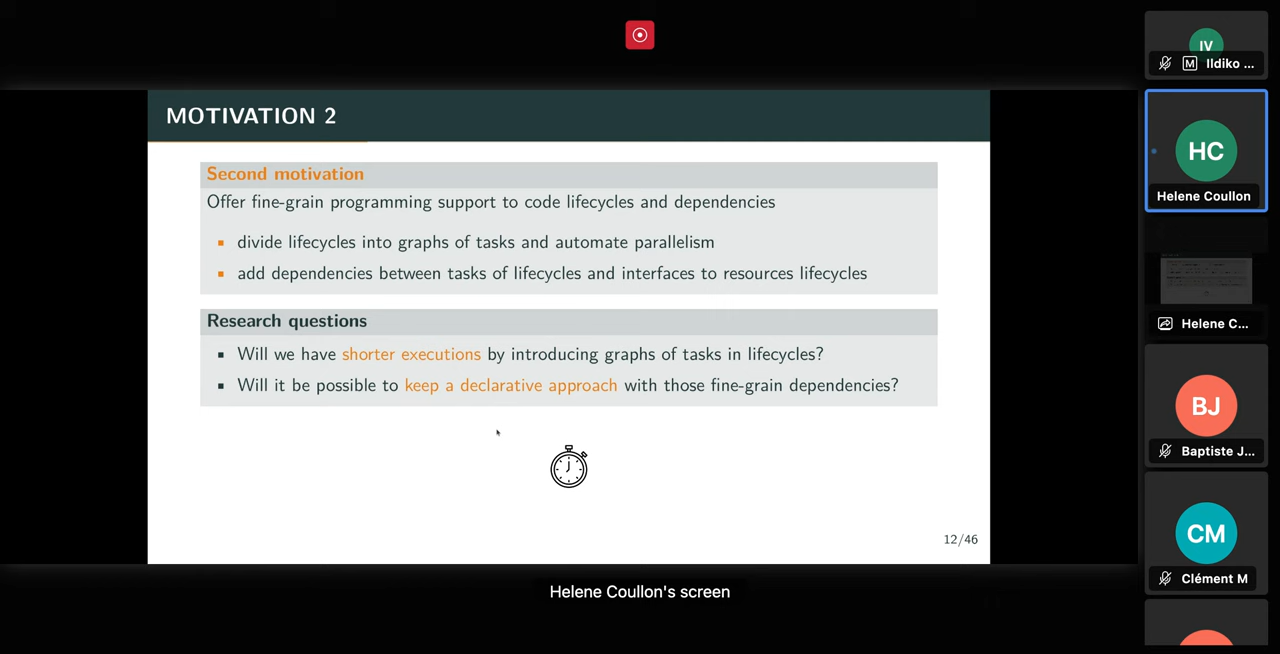 MOTIVATION 2
Second motivation
Offer fine-grain programming support to code lifecycles and dependencies
divide lifecycles into graphs of tasks and automate parallelism
add dependencies between tasks of lifecycles and interfaces to resources lifecycles
Research questions
Will we have shorter executions by introducing graphs of tasks in lifecycles?
Will it be possible to keep a declarative approach with those fine-grain dependencies?
12/46
Helene Coullon's screen
IV
M Ildiko ...
HC
Helene Coullon
Helene C...
BJ
Baptiste J...
CM
Clément M